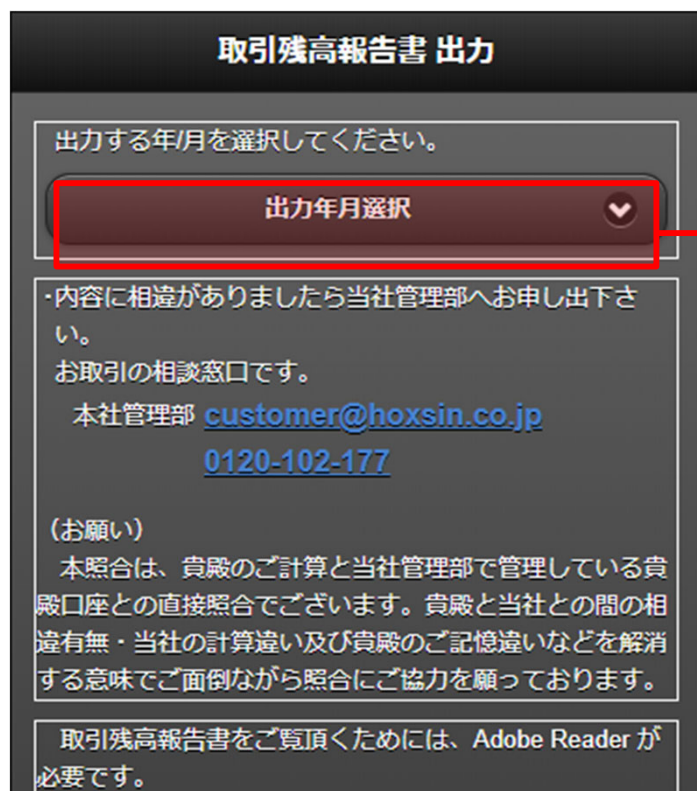 取引残高報告書 出力
出力する年/月を選択してください。
出力年月選択
・内容に相違がありましたら当社管理部へお申し出下さ
い。
お取引の相談窓口です。
本社管理部 customer@hoxsin.co.jp
0120-102-177
（お願い）
本照合は、貴殿のご計算と当社管理部で管理している貴
殿口座との直接照合でございます。貴殿と当社との間の相
違有無・当社の計算違い及び貴殿のご記憶違いなどを解消
する意味でご面倒ながら照合にご協力を願っております。
取引残高報告書をご覧頂くためには、Adobe Reader が
必要です。